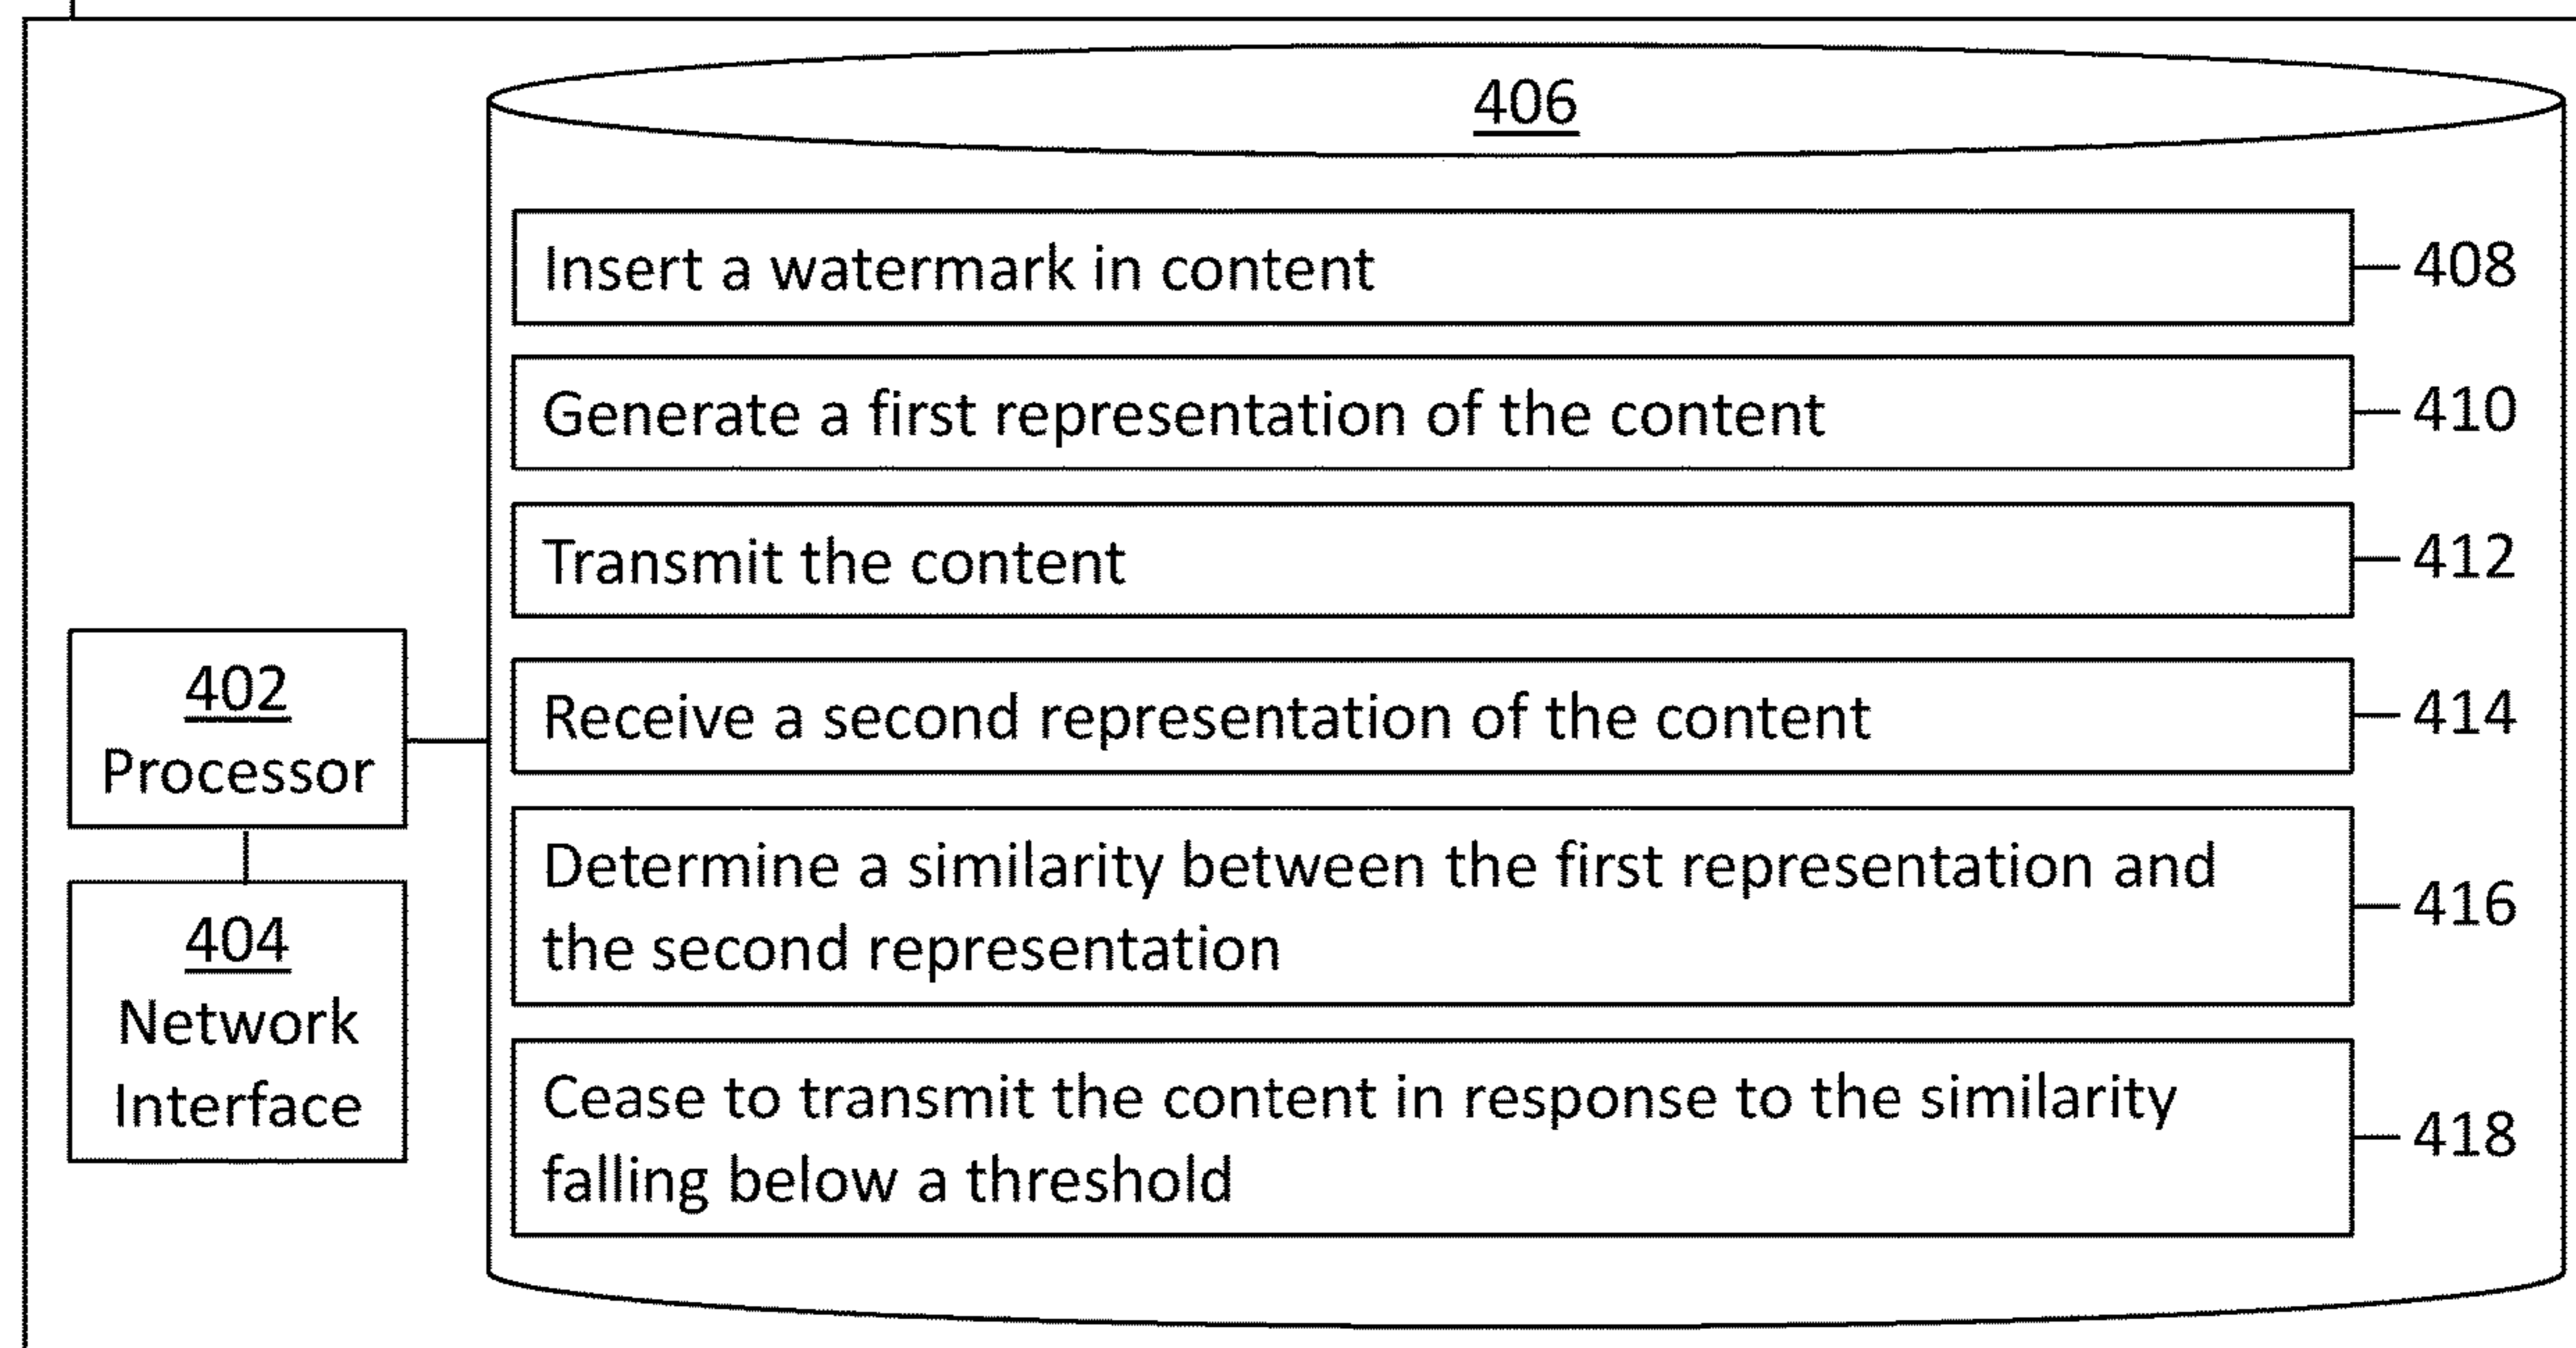 406
Insert a watermark in content
408
Generate a first representation of the content
410
Transmit the content
412
402
Processor
Receive a second representation of the content
414
404
Network
Interface
Determine a similarity between the first representation and
the second representation
416
Cease to transmit the content in response to the similarity
falling below a threshold
418